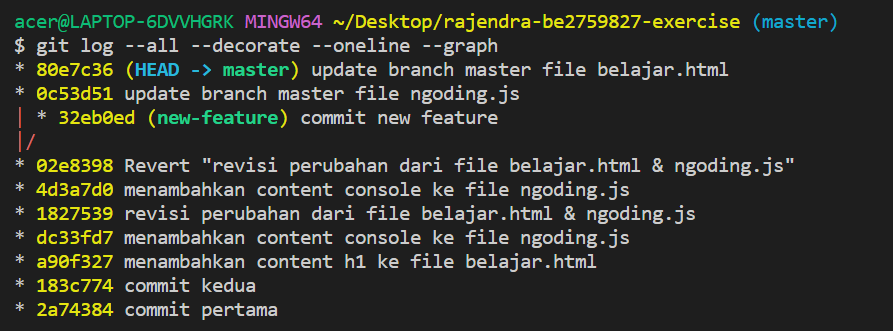 acer@LAPTOP-6DVVHGRK MINGW64 ~/Desktop/rajendra-be2759827-exercise (master)
$ git log --all --decorate --oneline --graph
* 80e7c36 (HEAD -> master) update branch master file belajar.html
* 0c53d51 update branch master file ngoding.js
| * 32eb0ed (new-feature) commit new feature
|/
* 02e8398 Revert "revisi perubahan dari file belajar.html & ngoding.js"
* 4d3a7d0 menambahkan content console ke file ngoding.js
* 1827539 revisi perubahan dari file belajar.html & ngoding.js
* dc33fd7 menambahkan content console ke file ngoding.js
* a90f327 menambahkan content h1 ke file belajar.html
* 183c774 commit kedua
* 2a74384 commit pertama